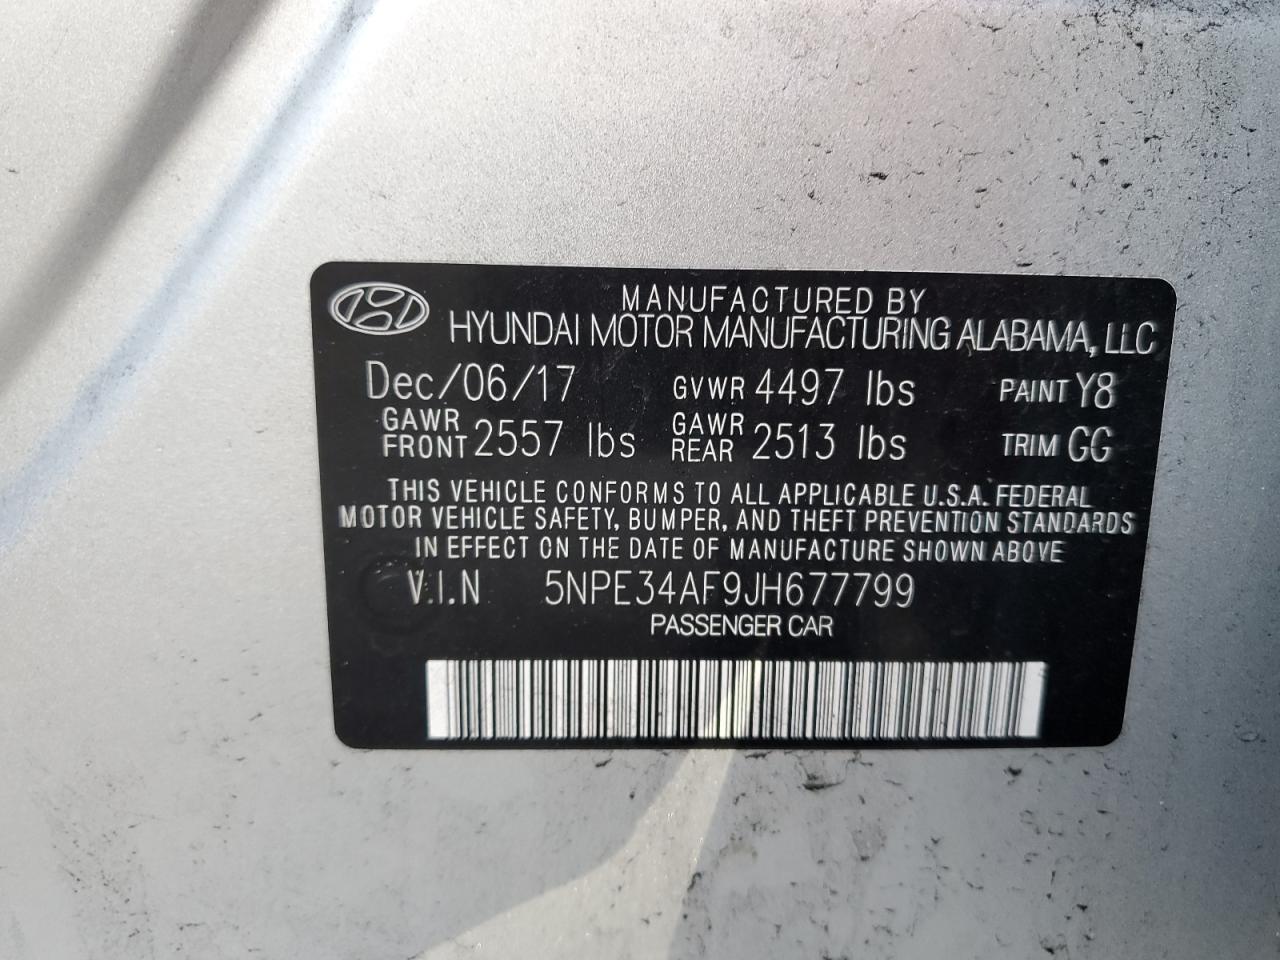 MANUFACTURED BY
HYUNDAI MOTOR MANUFACTURING ALABAMA, LLC
Dec/06/17 GVWR 4497 lbs PAINT Y8
GAWR FRONT 2557 lbs GAWR REAR 2513 lbs TRIM GG
THIS VEHICLE CONFORMS TO ALL APPLICABLE U.S.A. FEDERAL
MOTOR VEHICLE SAFETY, BUMPER, AND THEFT PREVENTION STANDARDS
IN EFFECT ON THE DATE OF MANUFACTURE SHOWN ABOVE
V.I.N 5NPE34AF9JH677799
PASSENGER CAR